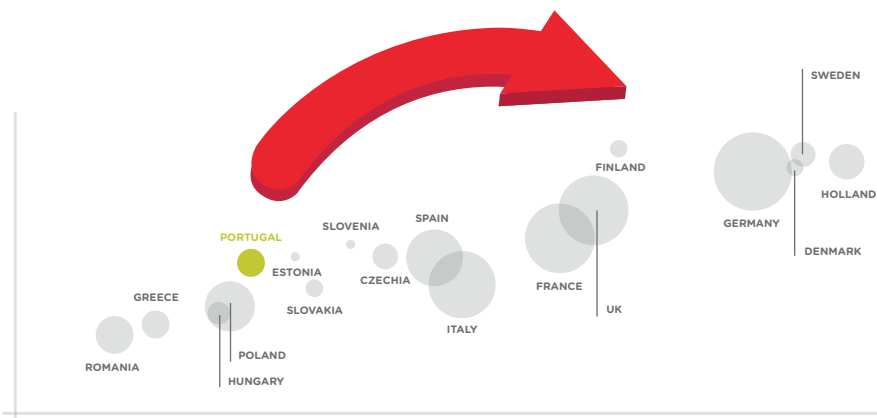 SWEDEN
FINLAND
HOLLAND
SPAIN
GERMANY
SLOVENIA
PORTUGAL
DENMARK
ESTONIA
CZECHIA
FRANCE
GREECE
SLOVAKIA
UK
ITALY
POLAND
ROMANIA
HUNGARY